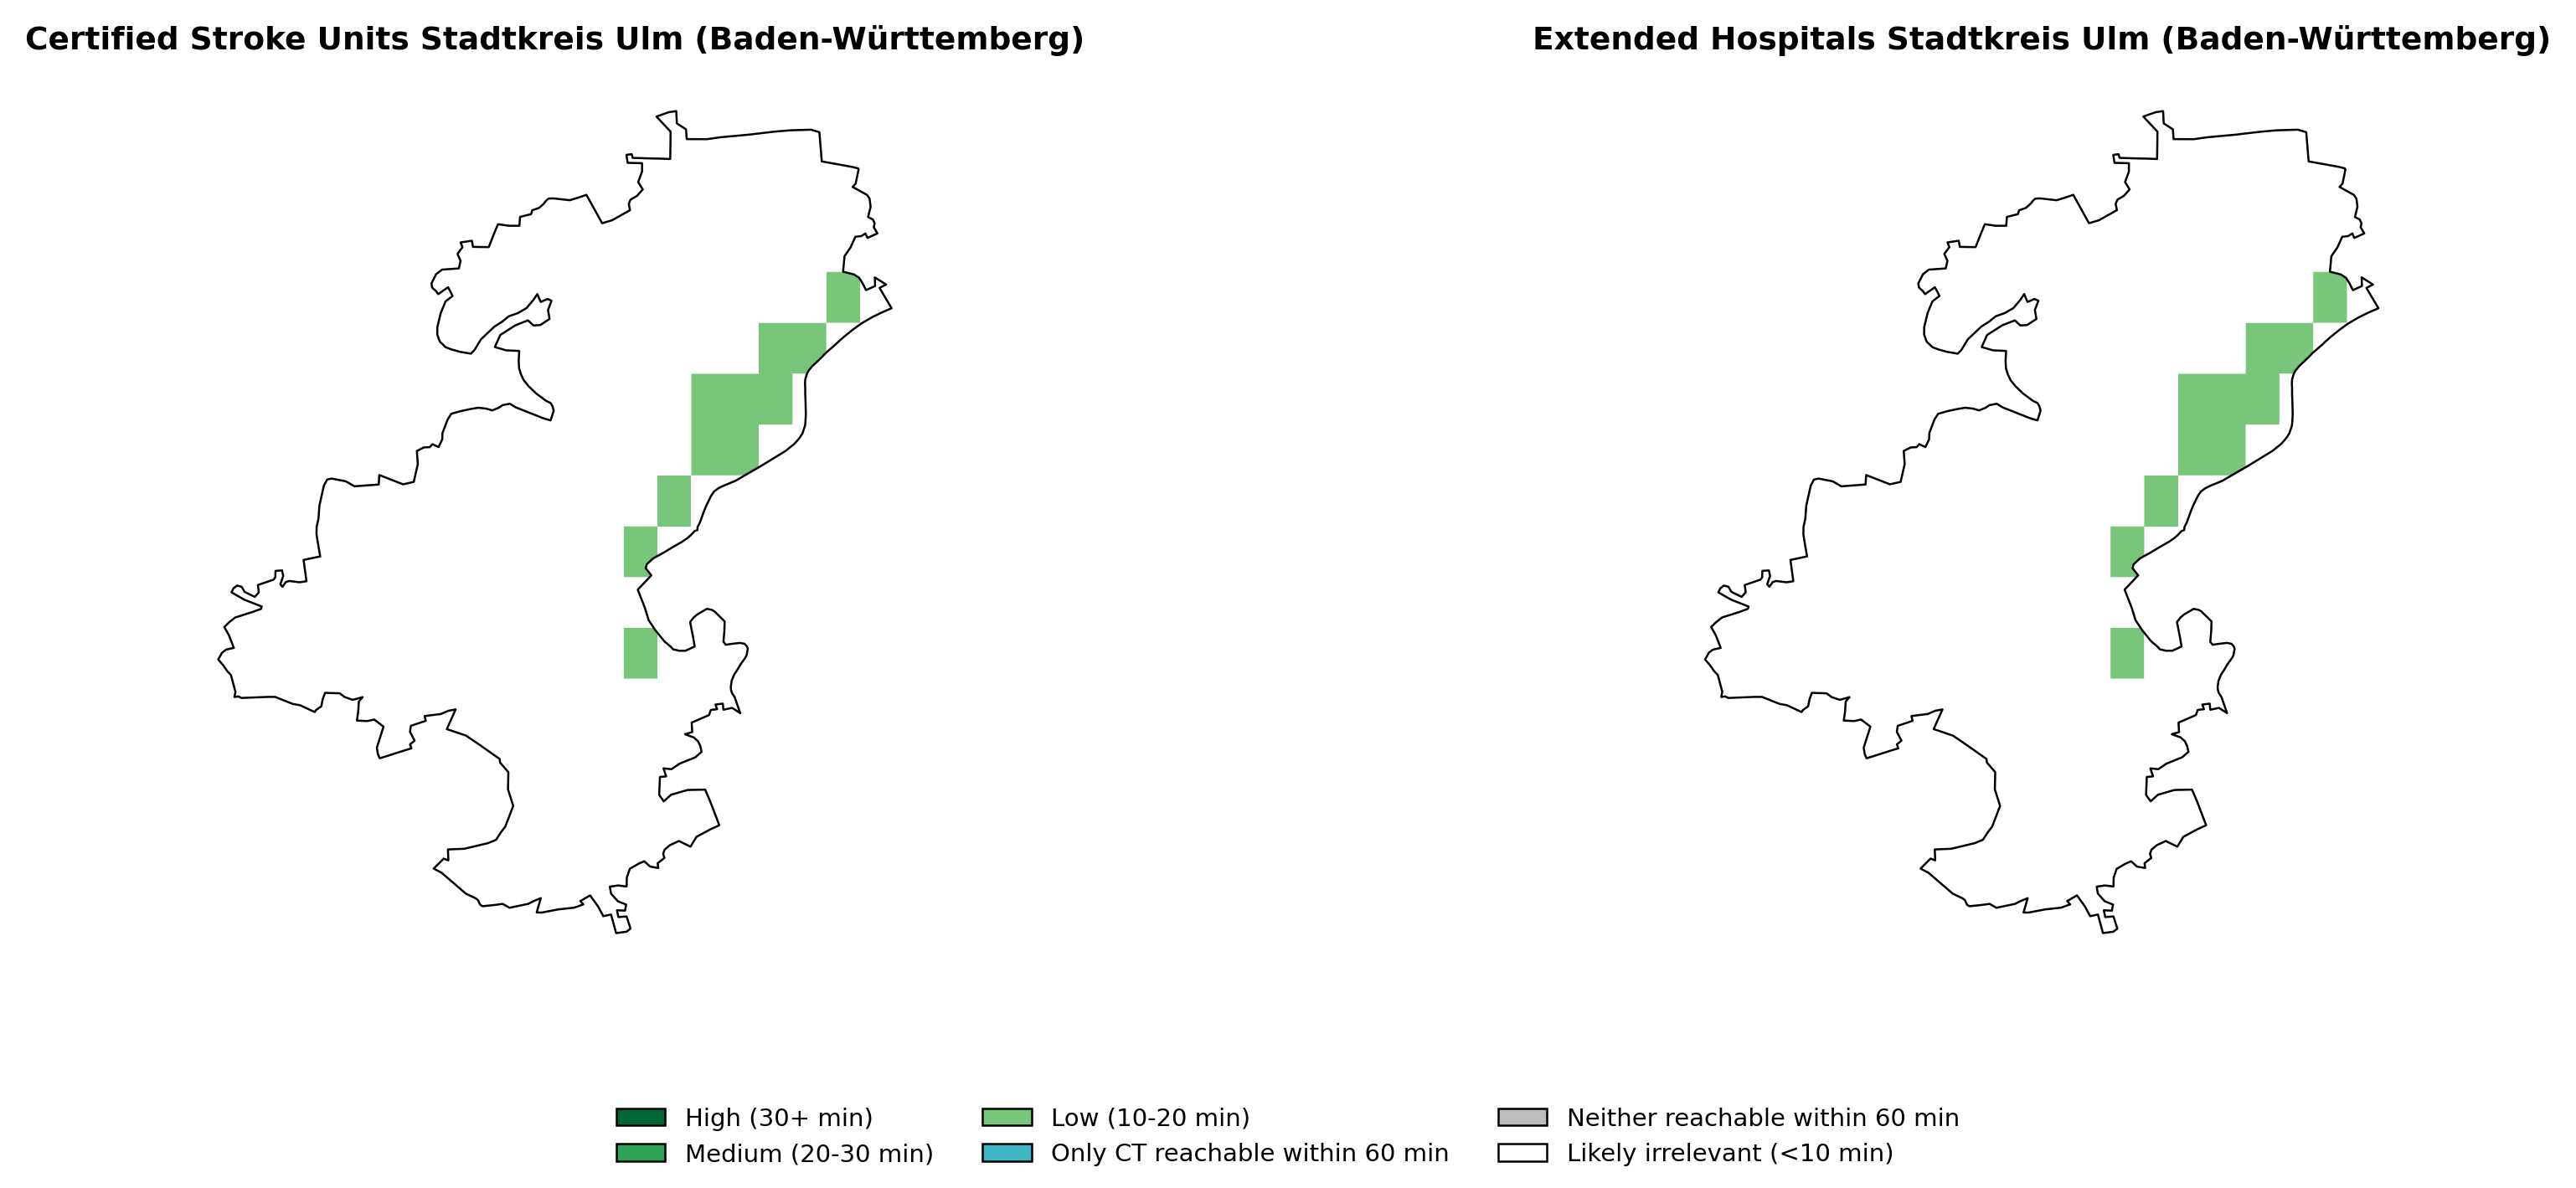 Certified Stroke Units Stadtkreis Ulm (Baden-Württemberg)
Extended Hospitals Stadtkreis Ulm (Baden-Württemberg)
High (30+ min)
Medium (20-30 min)
Low (10-20 min)
Only CT reachable within 60 min
Neither reachable within 60 min
Likely irrelevant (<10 min)